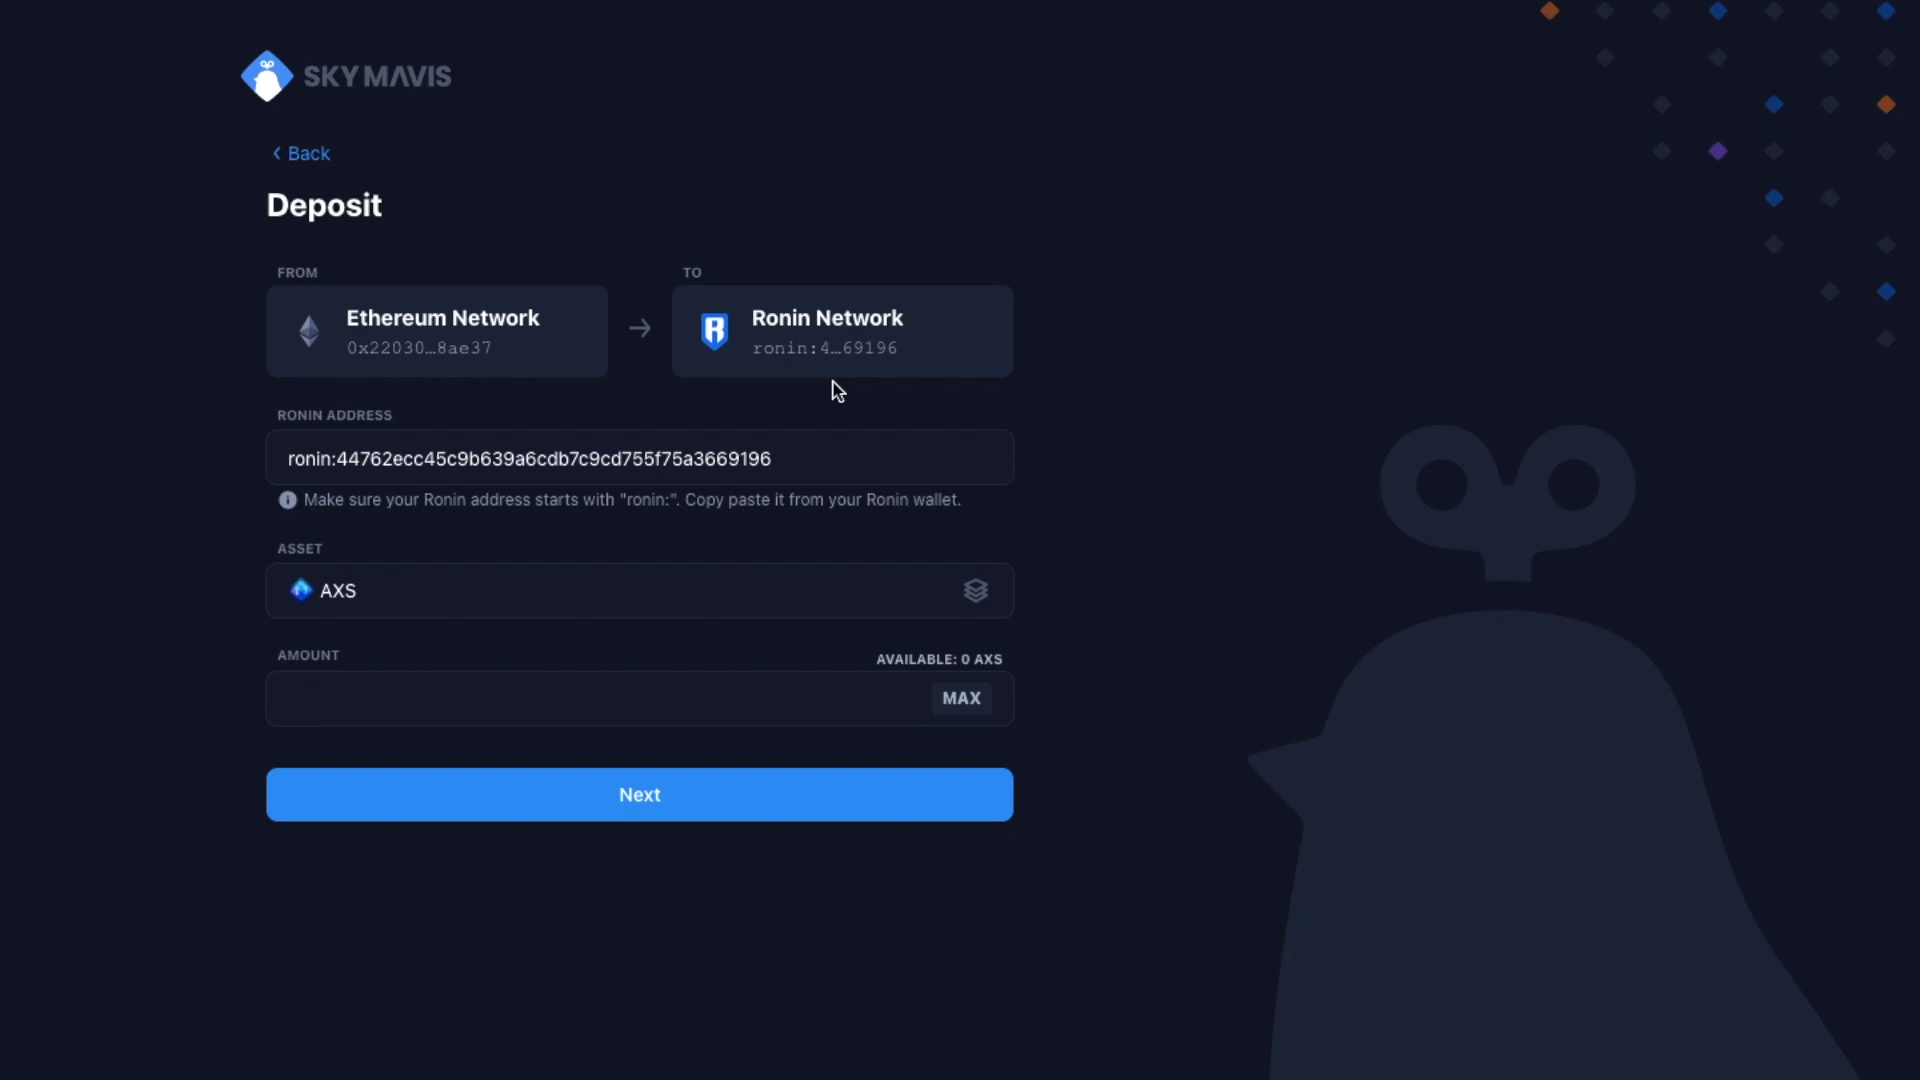 SKY MAVIS
Back
Deposit
FROM
TO
Ethereum Network
0x22030…8ae37
Ronin Network
ronin:4…69196
RONIN ADDRESS
ronin:44762ecc45c9b639a6cdb7c9cd755f75a3669196
Make sure your Ronin address starts with "ronin:". Copy paste it from your Ronin wallet.
ASSET
AXS
AMOUNT
AVAILABLE: 0 AXS
MAX
Next